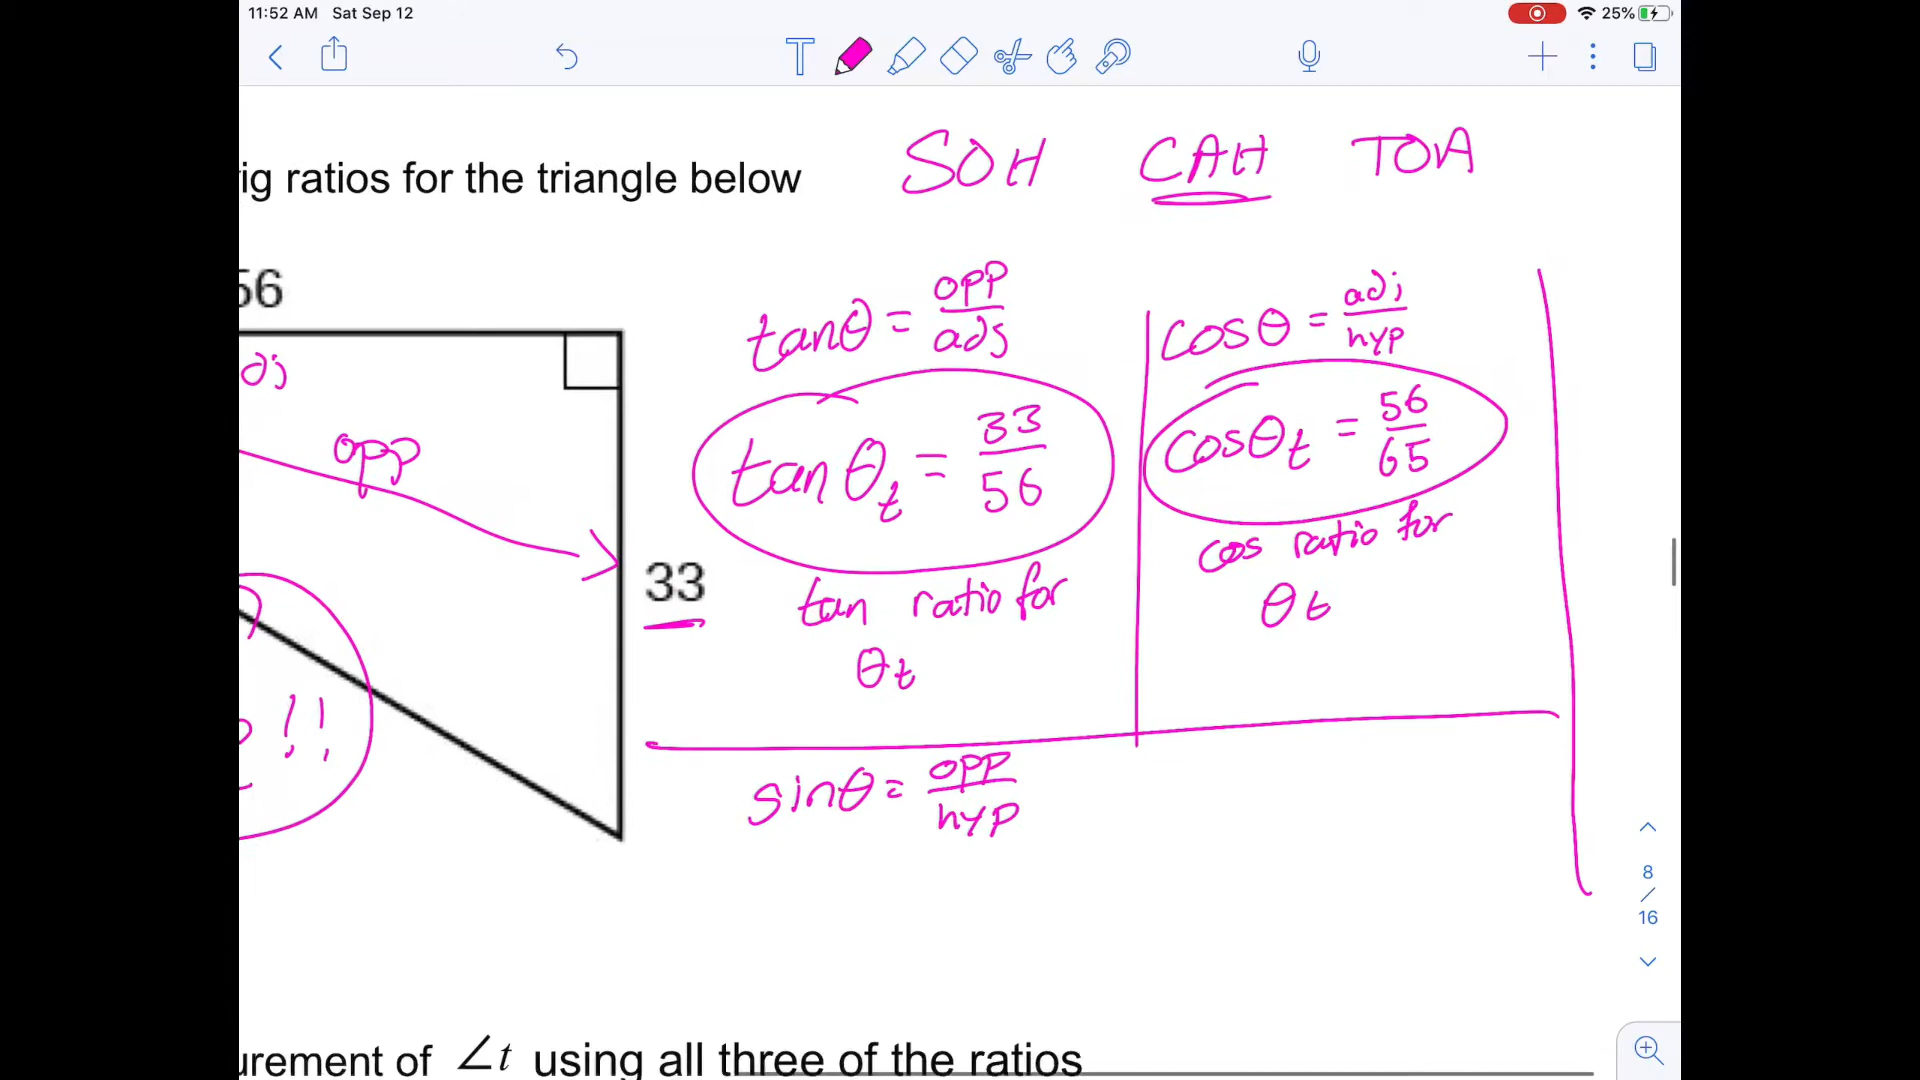 11:52 AM Sat Sep 12
25%
T
ig ratios for the triangle below
SOH CAH TOA
56
adj
opp
33
tanθ = opp/adj
tan θt = 33/56
tan ratio for
θt
cosθ = adj/hyp
cosθt = 56/65
cos ratio for
θt
!!
sinθ = opp/hyp
8
/
16
urement of ∠t using all three of the ratios